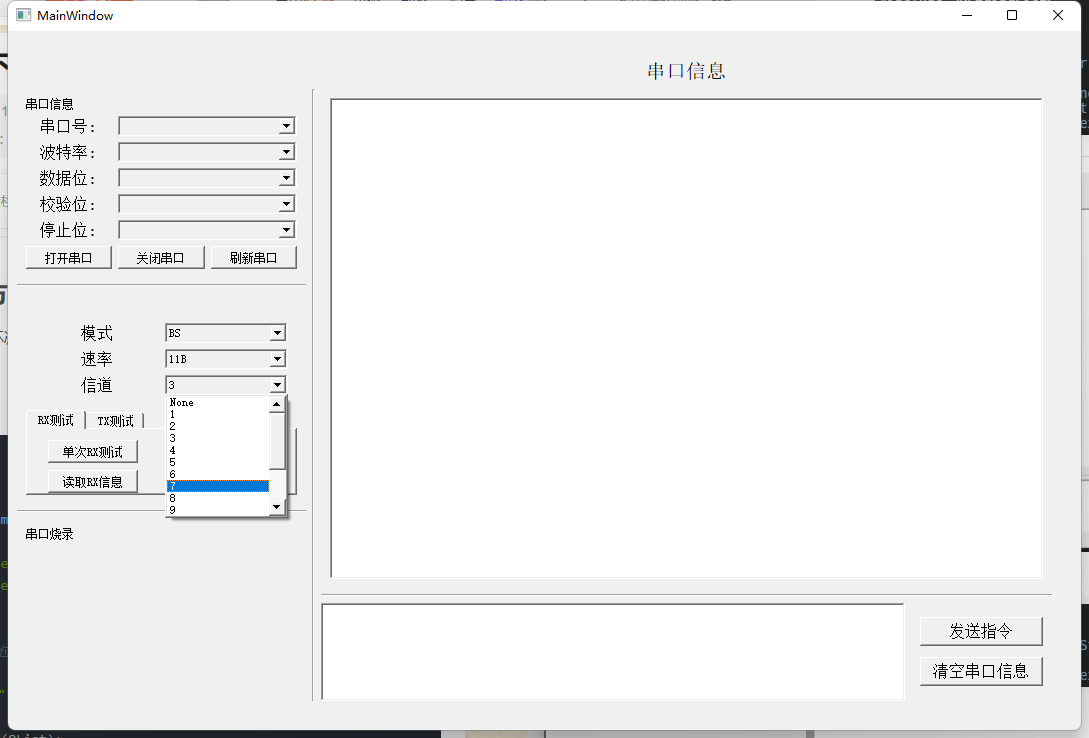 MainWindow
串口信息
串口信息
串口号：
波特率：
数据位：
校验位：
停止位：
打开串口 关闭串口 刷新串口
模式 BS
速率 11B
信道 3
None
1
2
3
4
5
6
7
8
9
RX测试 TX测试
单次RX测试
读取RX信息
串口烧录
发送指令
清空串口信息